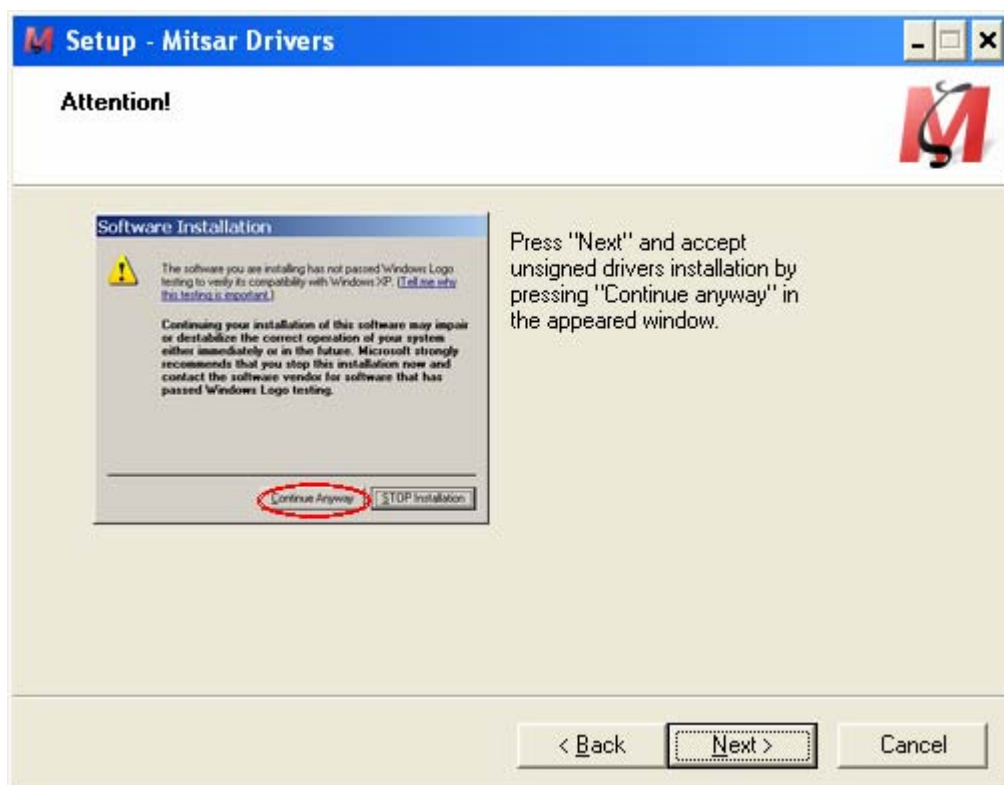 Setup - Mitsar Drivers
Attention!
Software Installation
The software you are installing has not passed Windows Logo
testing to verify its compatibility with Windows XP. (Tell me why
this testing is important.)
Continuing your installation of this software may impair
or destabilize the correct operation of your system
either immediately or in the future. Microsoft strongly
recommends that you stop this installation now and
contact the software vendor for software that has
passed Windows Logo testing.
Continue Anyway STOP Installation
Press "Next" and accept
unsigned drivers installation by
pressing "Continue anyway" in
the appeared window.
< Back Next > Cancel